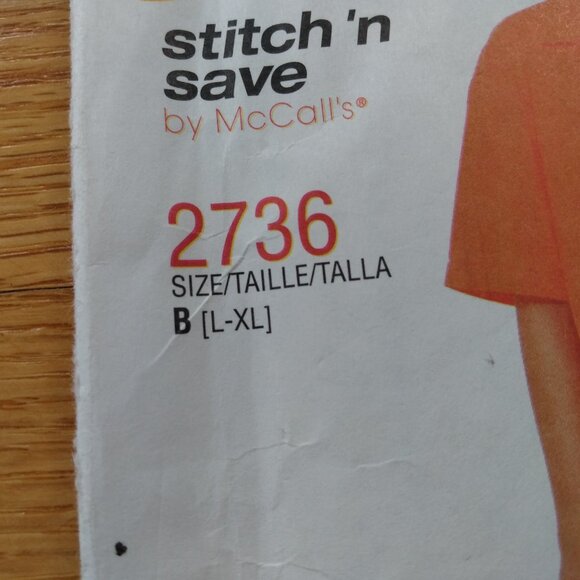 stitch 'n
save
by McCall's®
2736
SIZE/TAILLE/TALLA
B [L-XL]